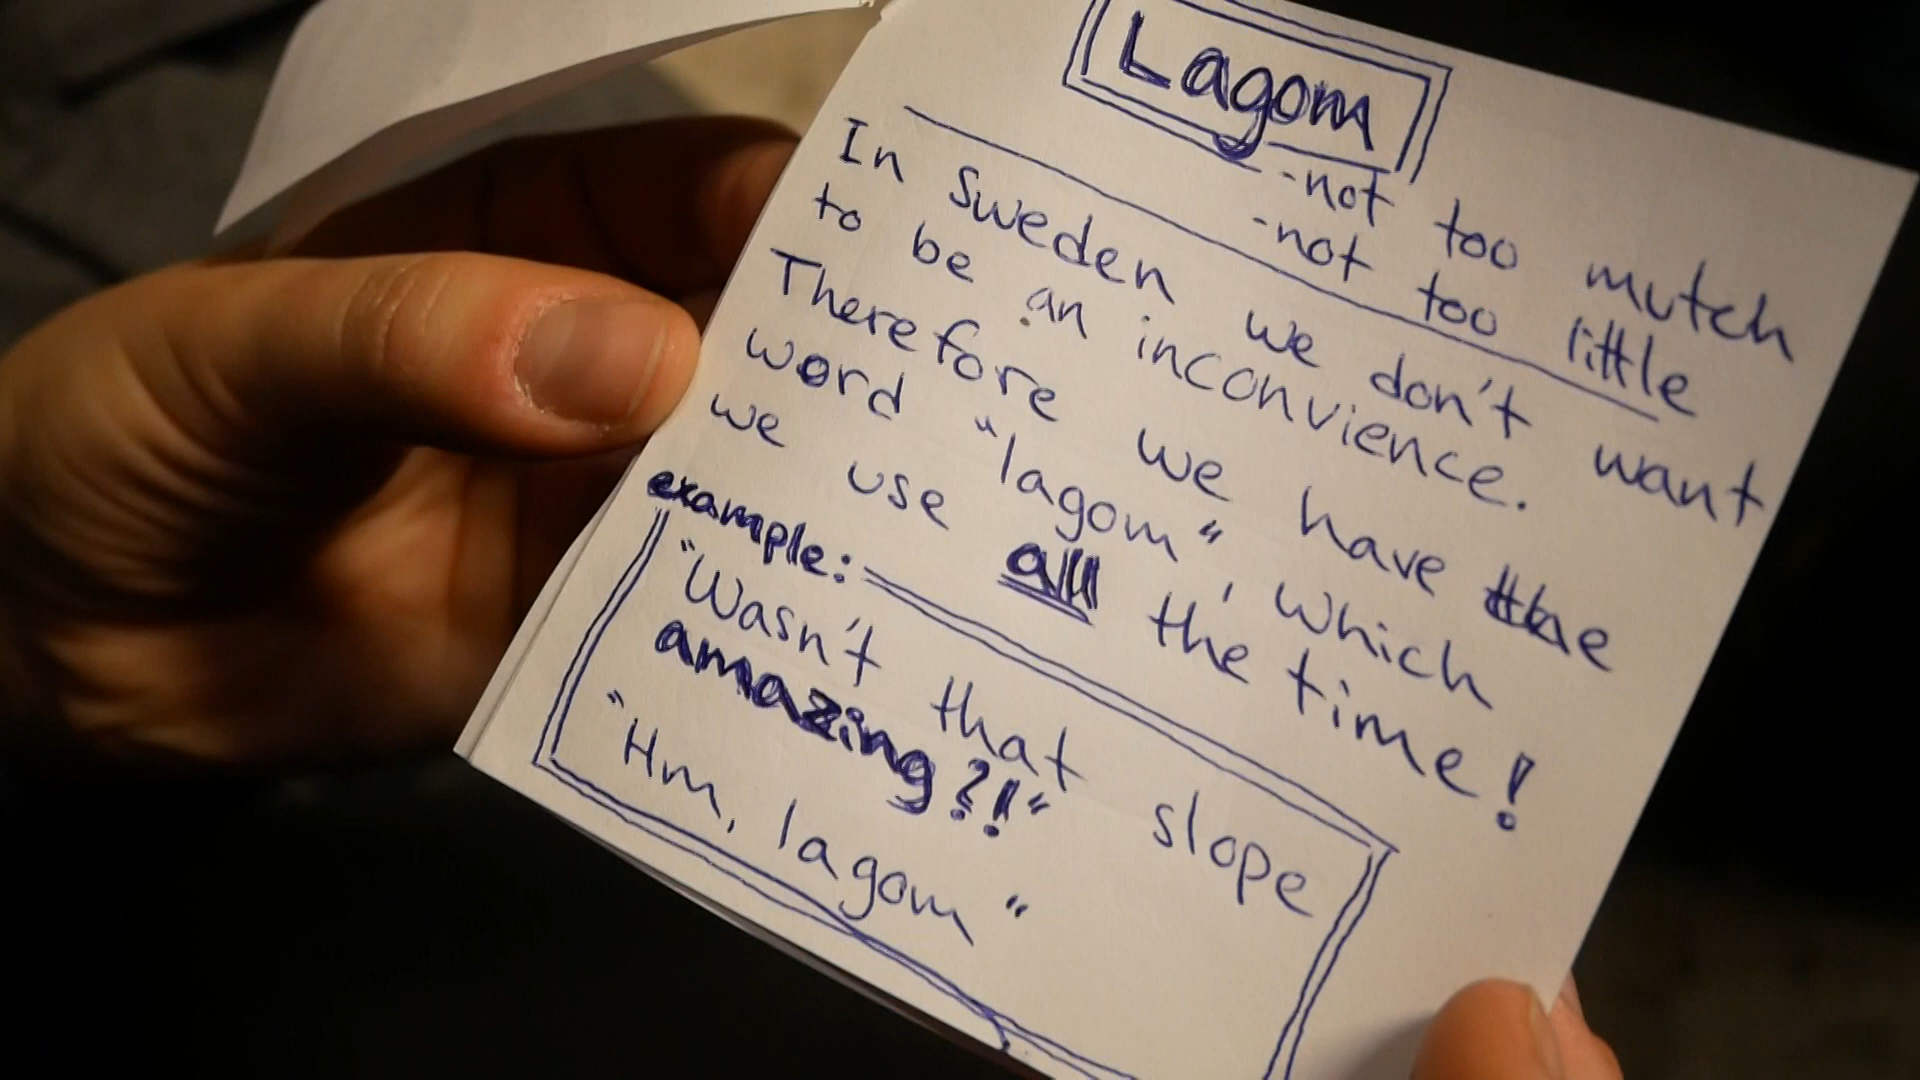 Lagom
-not too mutch
-not too little
In Sweden we don't want
to be an inconvience.
Therefore we have the
word "lagom", which
we use all the time!
example:
"Wasn't that slope
amazing?!"
"Hm, lagom"